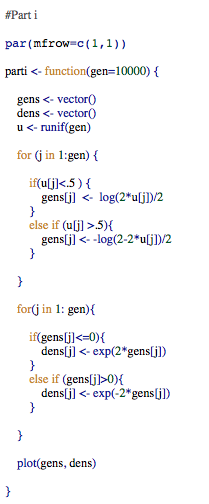 #Part i
par(mfrow=c(1,1))
parti <- function(gen=10000) {
gens <- vector()
dens <- vector()
u <- runif(gen)
for (j in 1:gen) {
if(u[j]<.5 ) {
gens[j] <- log(2*u[j])/2
}
else if (u[j] >.5){
gens[j] <- -log(2-2*u[j])/2
}
}
for(j in 1: gen){
if(gens[j]<=0){
dens[j] <- exp(2*gens[j])
}
else if (gens[j]>0){
dens[j] <- exp(-2*gens[j])
}
}
plot(gens, dens)
}